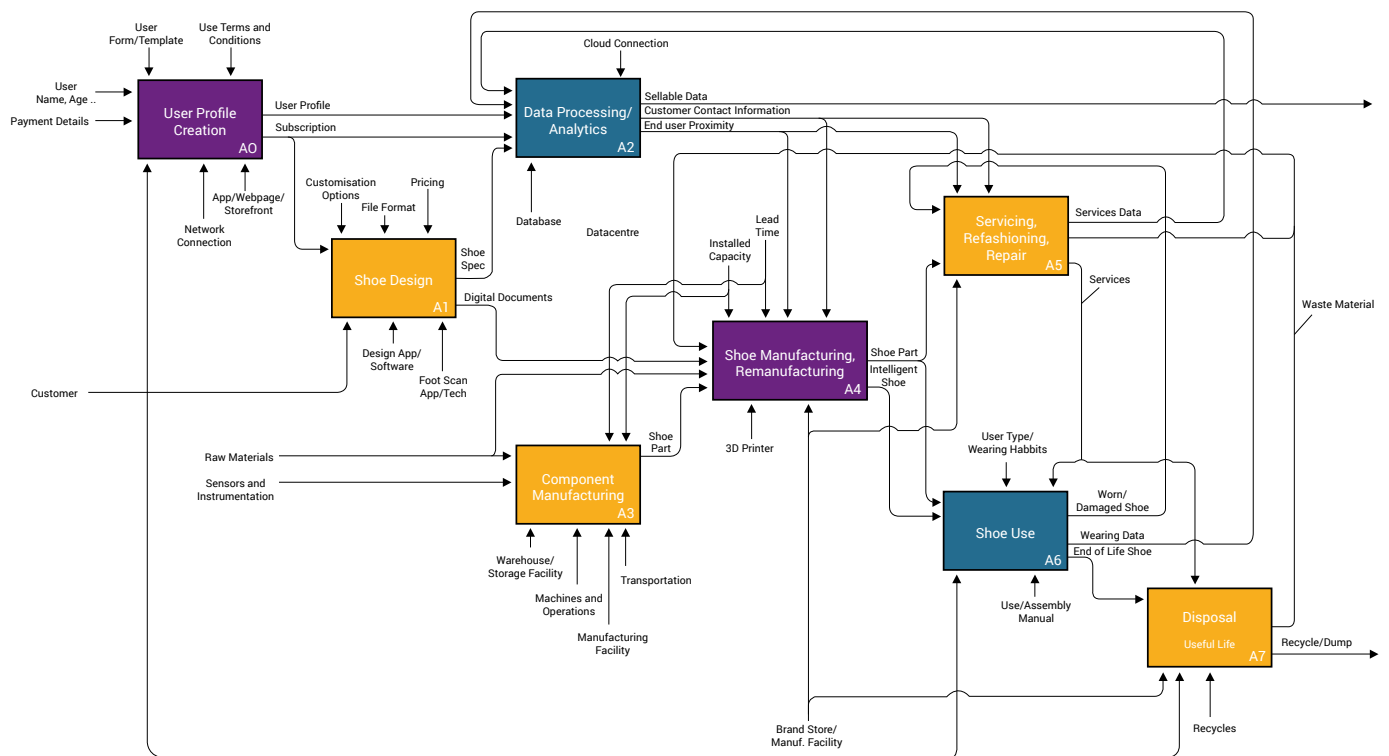 User
Form/Template
Use Terms and
Conditions
Cloud Connection
User
Name, Age ..
Payment Details
User Profile
Creation
A0
User Profile
Subscription
Data Processing/
Analytics
A2
Sellable Data
Customer Contact Information
End user Proximity
App/Webpage/
Storefront
Network
Connection
Customisation
Options
File Format
Pricing
Database
Datacentre
Installed
Capacity
Lead
Time
Servicing,
Refashioning,
Repair
A5
Services Data
Services
Waste Material
Shoe Design
A1
Shoe
Spec
Digital Documents
Design App/
Software
Foot Scan
App/Tech
Customer
Shoe Manufacturing,
Remanufacturing
A4
Shoe Part
Intelligent
Shoe
3D Printer
Raw Materials
Sensors and
Instrumentation
Component
Manufacturing
A3
Shoe
Part
User Type/
Wearing Habbits
Shoe Use
A6
Worn/
Damaged Shoe
Wearing Data
End of Life Shoe
Warehouse/
Storage Facility
Machines and
Operations
Manufacturing
Facility
Transportation
Use/Assembly
Manual
Disposal
Useful Life
A7
Recycle/Dump
Brand Store/
Manuf. Facility
Recycles